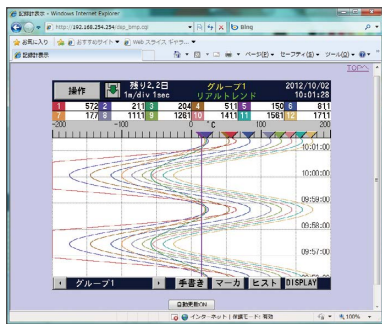 記録計表示 - Windows Internet Explorer
http://192.168.254.254/dsp_bmp.cgi
Bing
お気に入り おすすめサイト Web スライス ギャラ...
記録計表示
ページ(P) セーフティ(S) ツール(O)
TOPへ
操作 残り2.2日 グループ1 2012/10/02
1m/div 1sec リアルトレンド 10:01:28
1 572 2 211 3 204 4 511 5 150 6 811
7 177 8 1111 9 1261 10 1411 11 1561 12 1711
-200 -100 0 °C 100 200
10:01:00
10:00:00
09:59:00
09:58:00
09:57:00
グループ1 手書き マーカ ヒスト DISPLAY
自動更新ON
インターネット | 保護モード: 有効 100%